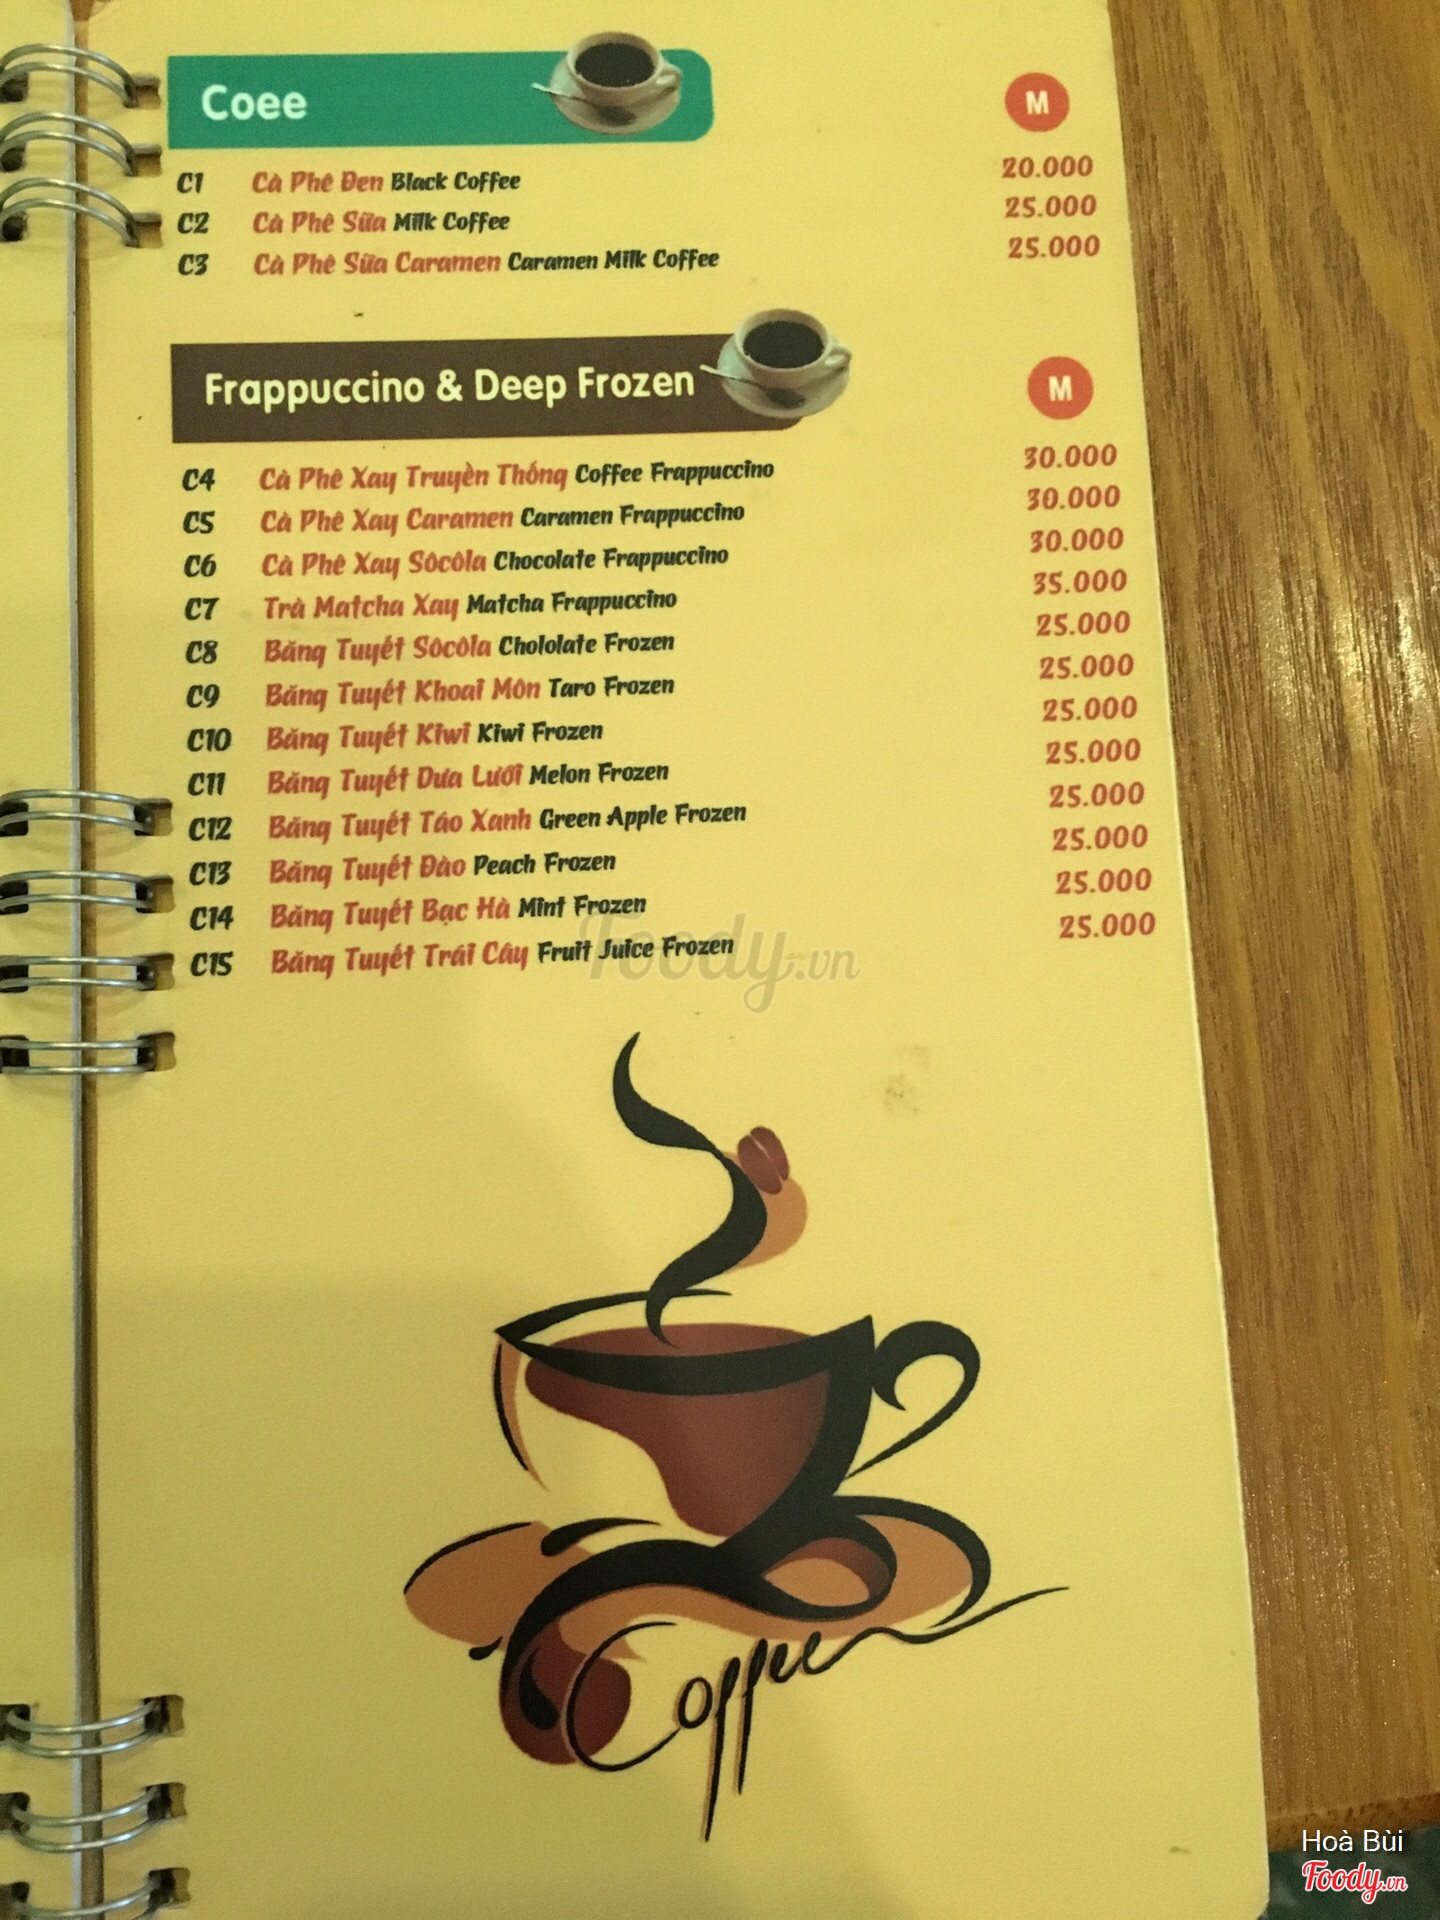 Coee M
C1 Cà Phê Đen Black Coffee 20.000
C2 Cà Phê Sữa Milk Coffee 25.000
C3 Cà Phê Sữa Caramen Caramen Milk Coffee 25.000
Frappuccino & Deep Frozen M
C4 Cà Phê Xay Truyền Thống Coffee Frappuccino 30.000
C5 Cà Phê Xay Caramen Caramen Frappuccino 30.000
C6 Cà Phê Xay Sôcôla Chocolate Frappuccino 30.000
C7 Trà Matcha Xay Matcha Frappuccino 35.000
C8 Băng Tuyết Sôcôla Chololate Frozen 25.000
C9 Băng Tuyết Khoai Môn Taro Frozen 25.000
C10 Băng Tuyết Kiwi Kiwi Frozen 25.000
C11 Băng Tuyết Dưa Lưới Melon Frozen 25.000
C12 Băng Tuyết Táo Xanh Green Apple Frozen 25.000
C13 Băng Tuyết Đào Peach Frozen 25.000
C14 Băng Tuyết Bạc Hà Mint Frozen 25.000
C15 Băng Tuyết Trái Cây Fruit Juice Frozen 25.000
Foody.vn
Coffee
Hoà Bùi
Foody.vn